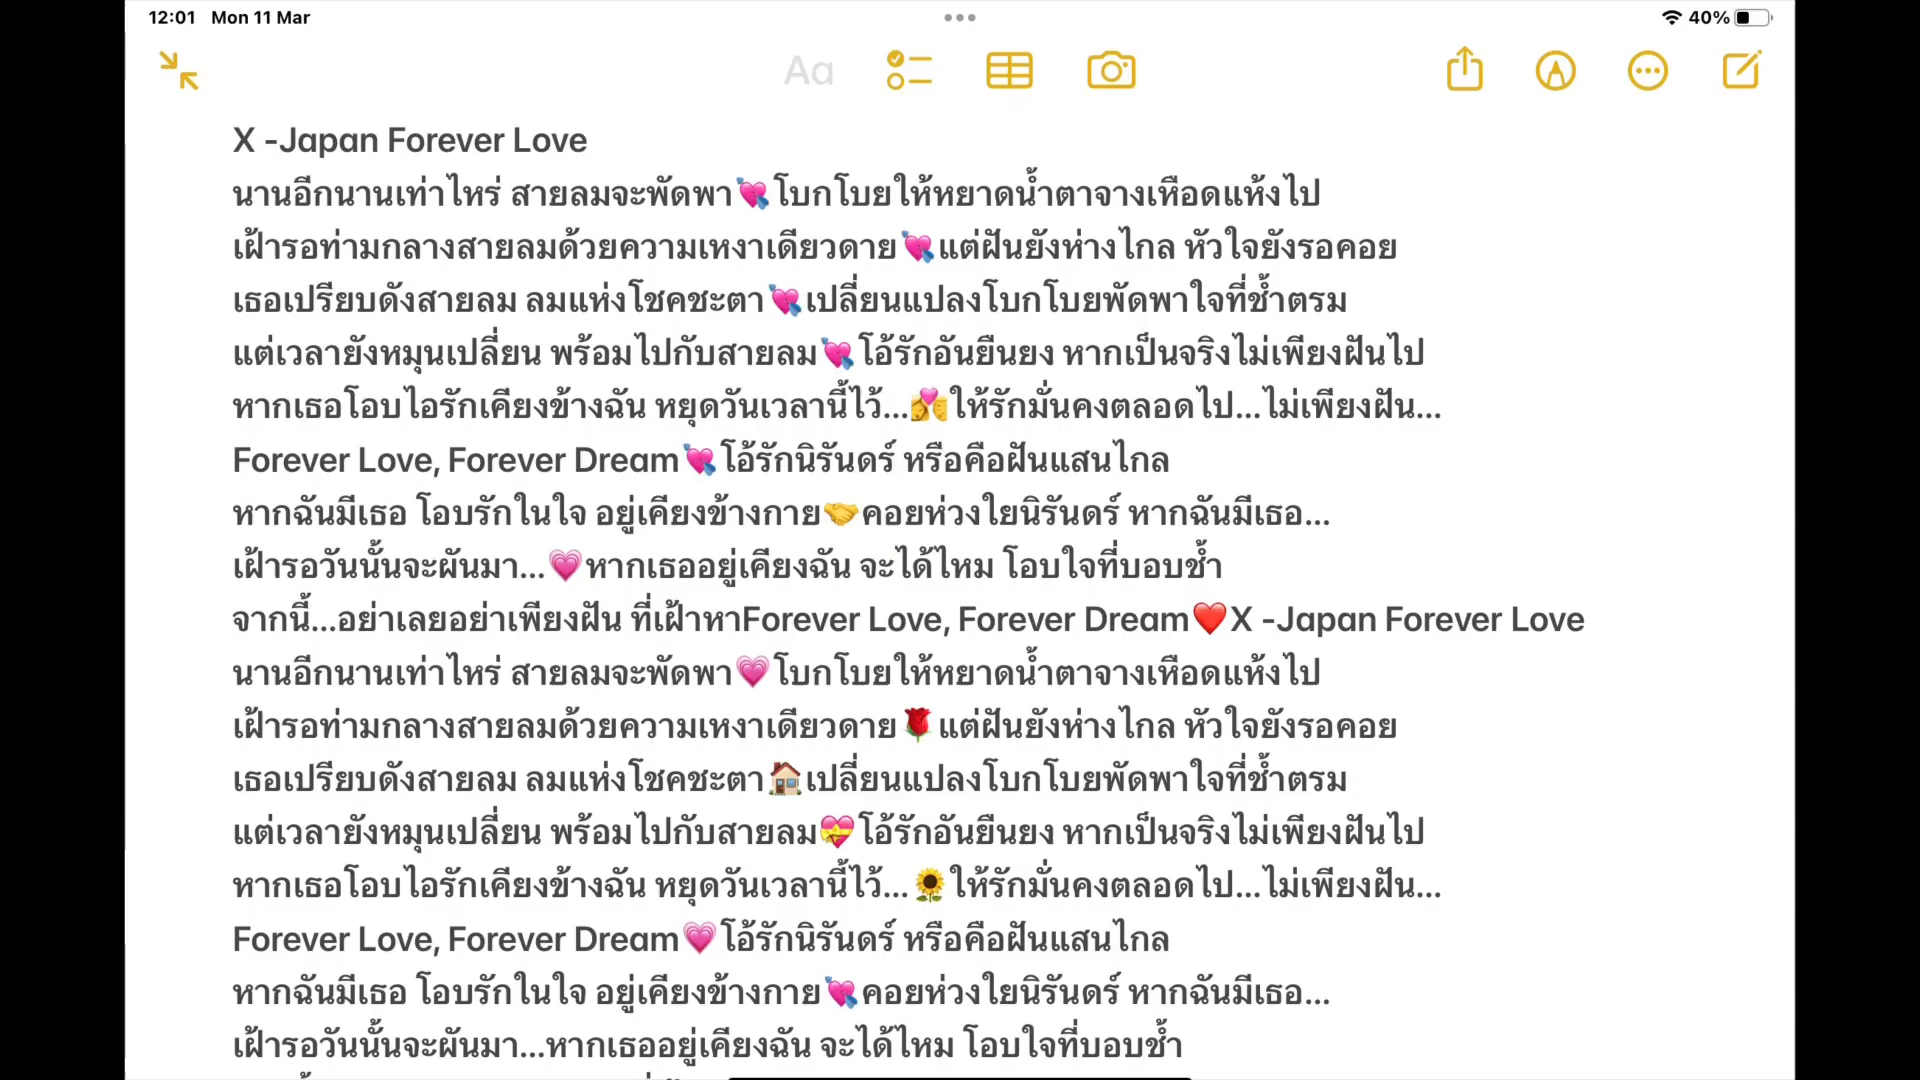 12:01 Mon 11 Mar
40%
Aa
X -Japan Forever Love
นานอีกนานเท่าไหร่ สายลมจะพัดพา💘โบกโบยให้หยาดน้ำตาจางเหือดแห้งไป
เฝ้ารอท่ามกลางสายลมด้วยความเหงาเดียวดาย💘แต่ฝันยังห่างไกล หัวใจยังรอคอย
เธอเปรียบดังสายลม ลมแห่งโชคชะตา💘เปลี่ยนแปลงโบกโบยพัดพาใจที่ช้ำตรม
แต่เวลายังหมุนเปลี่ยน พร้อมไปกับสายลม💘โอ้รักอันยืนยง หากเป็นจริงไม่เพียงฝันไป
หากเธอโอบไอรักเคียงข้างฉัน หยุดวันเวลานี้ไว้...💏ให้รักมั่นคงตลอดไป...ไม่เพียงฝัน...
Forever Love, Forever Dream💘โอ้รักนิรันดร์ หรือคือฝันแสนไกล
หากฉันมีเธอ โอบรักในใจ อยู่เคียงข้างกาย🤝คอยห่วงใยนิรันดร์ หากฉันมีเธอ...
เฝ้ารอวันนั้นจะผันมา...💗หากเธออยู่เคียงฉัน จะได้ไหม โอบใจที่บอบช้ำ
จากนี้...อย่าเลยอย่าเพียงฝัน ที่เฝ้าหาForever Love, Forever Dream❤️X -Japan Forever Love
นานอีกนานเท่าไหร่ สายลมจะพัดพา💗โบกโบยให้หยาดน้ำตาจางเหือดแห้งไป
เฝ้ารอท่ามกลางสายลมด้วยความเหงาเดียวดาย🌹แต่ฝันยังห่างไกล หัวใจยังรอคอย
เธอเปรียบดังสายลม ลมแห่งโชคชะตา🏠เปลี่ยนแปลงโบกโบยพัดพาใจที่ช้ำตรม
แต่เวลายังหมุนเปลี่ยน พร้อมไปกับสายลม💝โอ้รักอันยืนยง หากเป็นจริงไม่เพียงฝันไป
หากเธอโอบไอรักเคียงข้างฉัน หยุดวันเวลานี้ไว้...🌻ให้รักมั่นคงตลอดไป...ไม่เพียงฝัน...
Forever Love, Forever Dream💗โอ้รักนิรันดร์ หรือคือฝันแสนไกล
หากฉันมีเธอ โอบรักในใจ อยู่เคียงข้างกาย💘คอยห่วงใยนิรันดร์ หากฉันมีเธอ...
เฝ้ารอวันนั้นจะผันมา...หากเธออยู่เคียงฉัน จะได้ไหม โอบใจที่บอบช้ำ